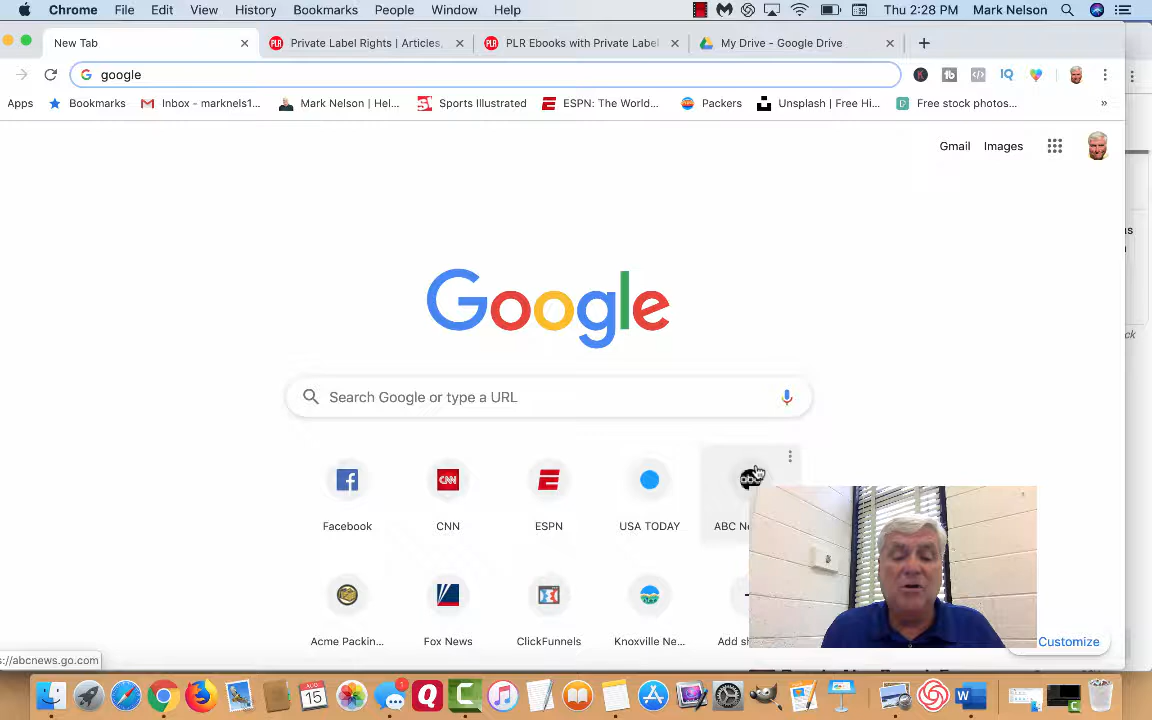 Chrome File Edit View History Bookmarks People Window Help Thu 2:28 PM Mark Nelson
New Tab Private Label Rights | Articles, PLR Ebooks with Private Label My Drive - Google Drive
google
Apps Bookmarks Inbox - marknels1... Mark Nelson | Hel... Sports Illustrated ESPN: The World... Packers Unsplash | Free Hi... Free stock photos... »
Gmail Images
Google
Search Google or type a URL
Facebook CNN ESPN USA TODAY ABC Ne
Acme Packin... Fox News ClickFunnels Knoxville Ne... Add sh
Customize
s://abcnews.go.com